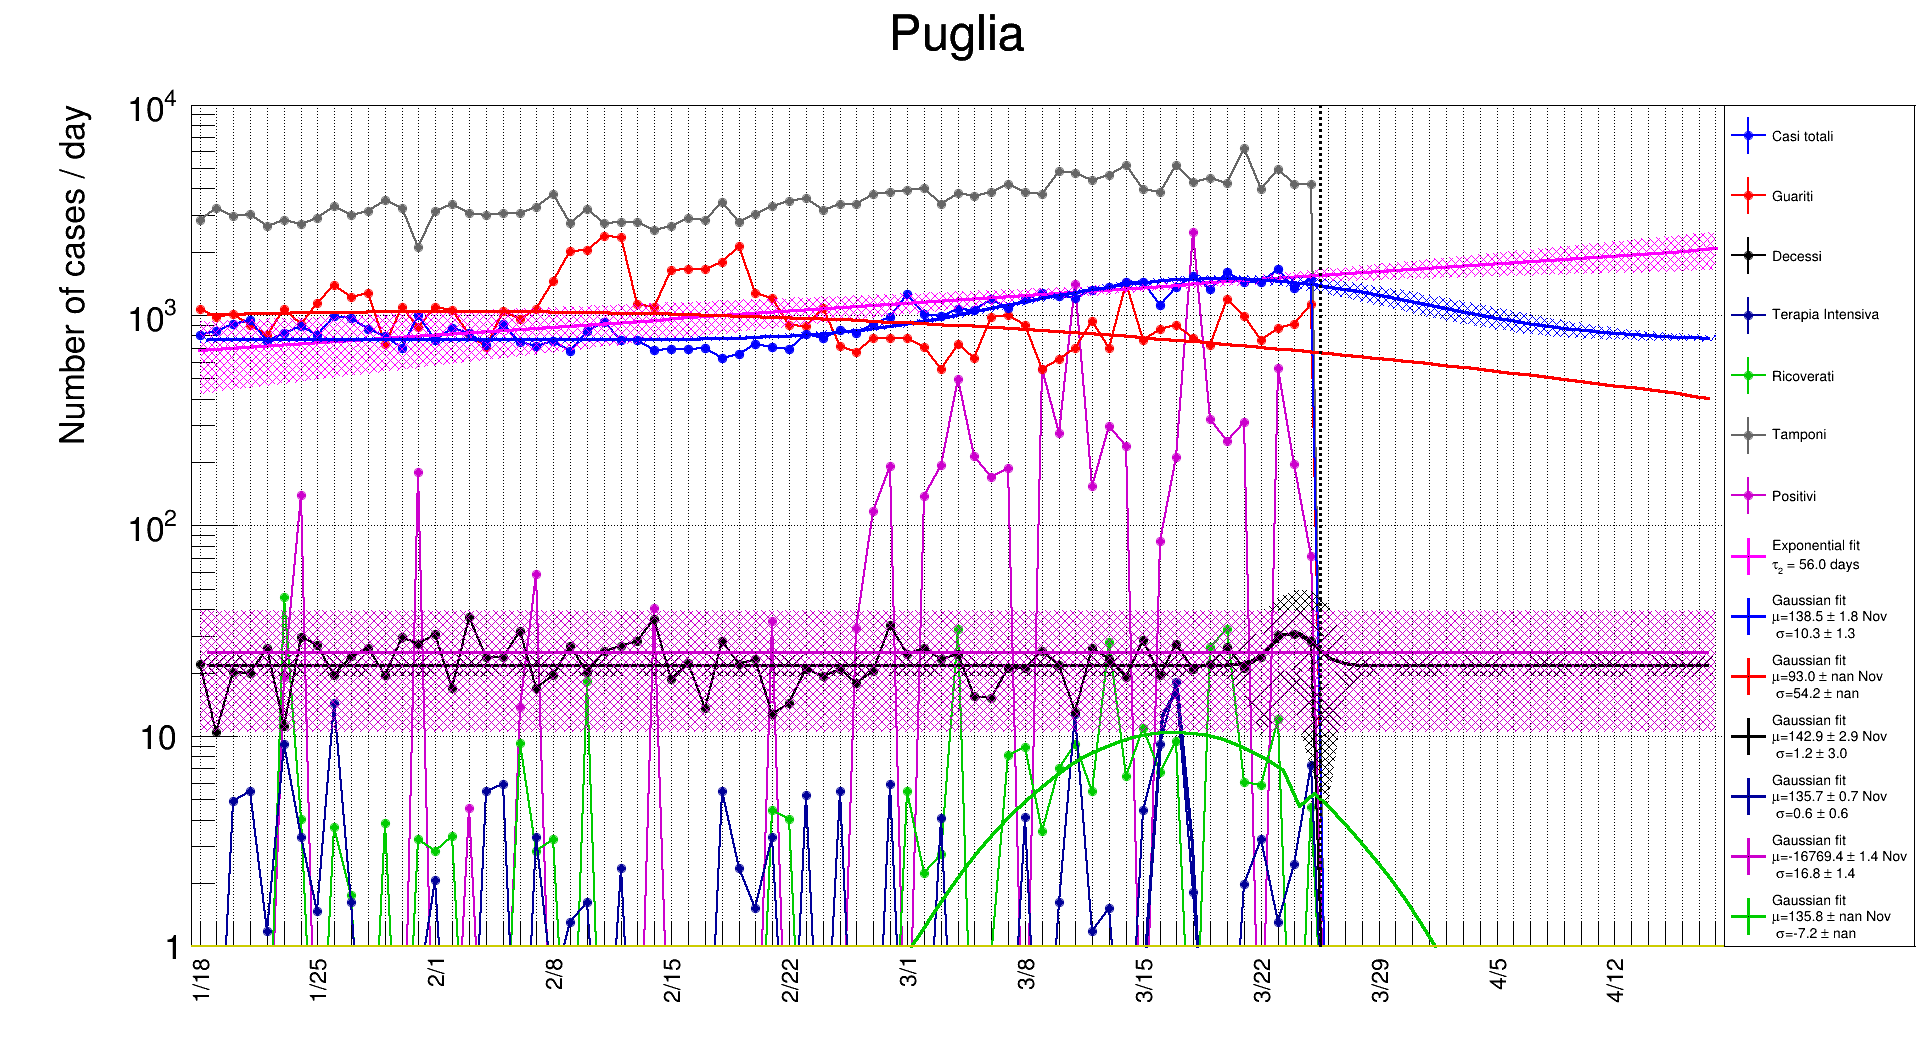 Puglia
Number of cases / day
10^4
10^3
10^2
10
1
1/18
1/25
2/1
2/8
2/15
2/22
3/1
3/8
3/15
3/22
3/29
4/5
4/12
Casi totali
Guariti
Decessi
Terapia Intensiva
Ricoverati
Tamponi
Positivi
Exponential fit
τ2 = 56.0 days
Gaussian fit
μ=138.5 ± 1.8 Nov
σ=10.3 ± 1.3
Gaussian fit
μ=93.0 ± nan Nov
σ=54.2 ± nan
Gaussian fit
μ=142.9 ± 2.9 Nov
σ=1.2 ± 3.0
Gaussian fit
μ=135.7 ± 0.7 Nov
σ=0.6 ± 0.6
Gaussian fit
μ=-16769.4 ± 1.4 Nov
σ=16.8 ± 1.4
Gaussian fit
μ=135.8 ± nan Nov
σ=-7.2 ± nan